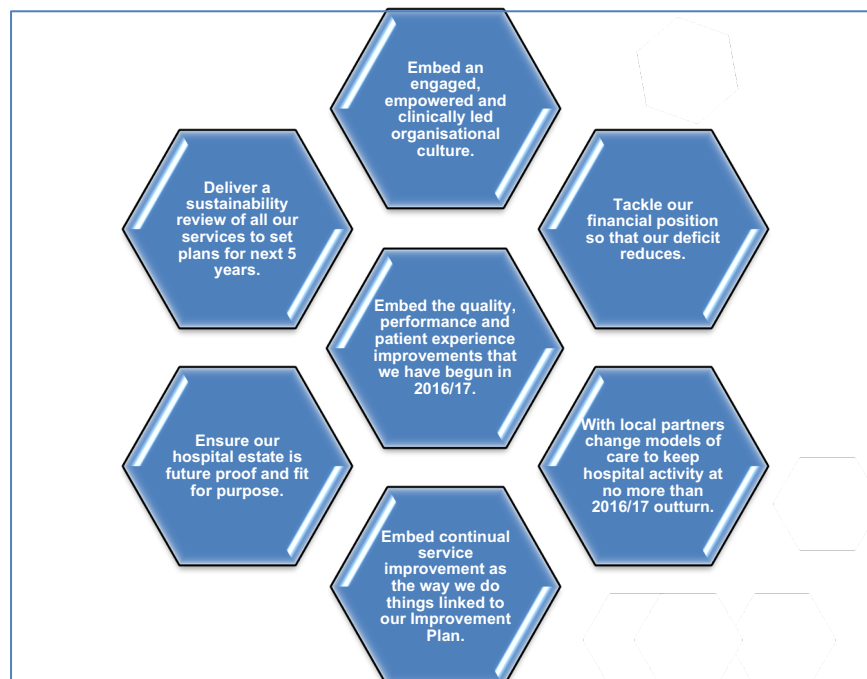 Embed an
engaged,
empowered and
clinically led
organisational
culture.
Deliver a
sustainability
review of all our
services to set
plans for next 5
years.
Tackle our
financial position
so that our deficit
reduces.
Embed the quality,
performance and
patient experience
improvements that
we have begun in
2016/17.
Ensure our
hospital estate is
future proof and fit
for purpose.
With local partners
change models of
care to keep
hospital activity at
no more than
2016/17 outturn.
Embed continual
service
improvement as
the way we do
things linked to
our Improvement
Plan.